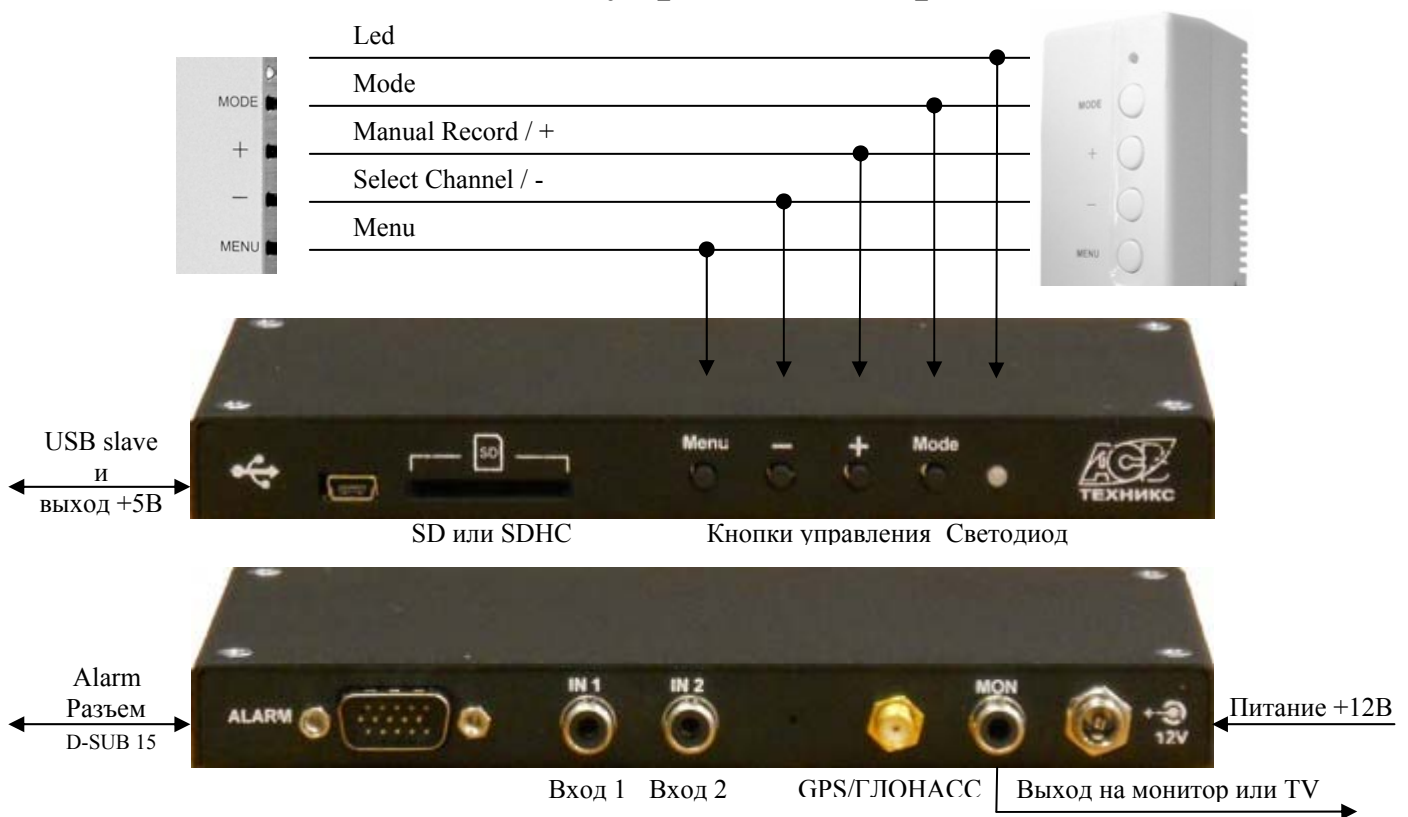 Led
Mode
Manual Record / +
Select Channel / -
Menu
MODE
+
−
MENU
MODE
+
−
MENU
USB slave
и
выход +5В
SD
Menu − + Mode
АСЕ
ТЕХНИКС
SD или SDHC
Кнопки управления
Светодиод
Alarm
Разъем
D-SUB 15
ALARM
IN 1
IN 2
MON
12V
Питание +12В
Вход 1
Вход 2
GPS/ГЛОНАСС
Выход на монитор или TV